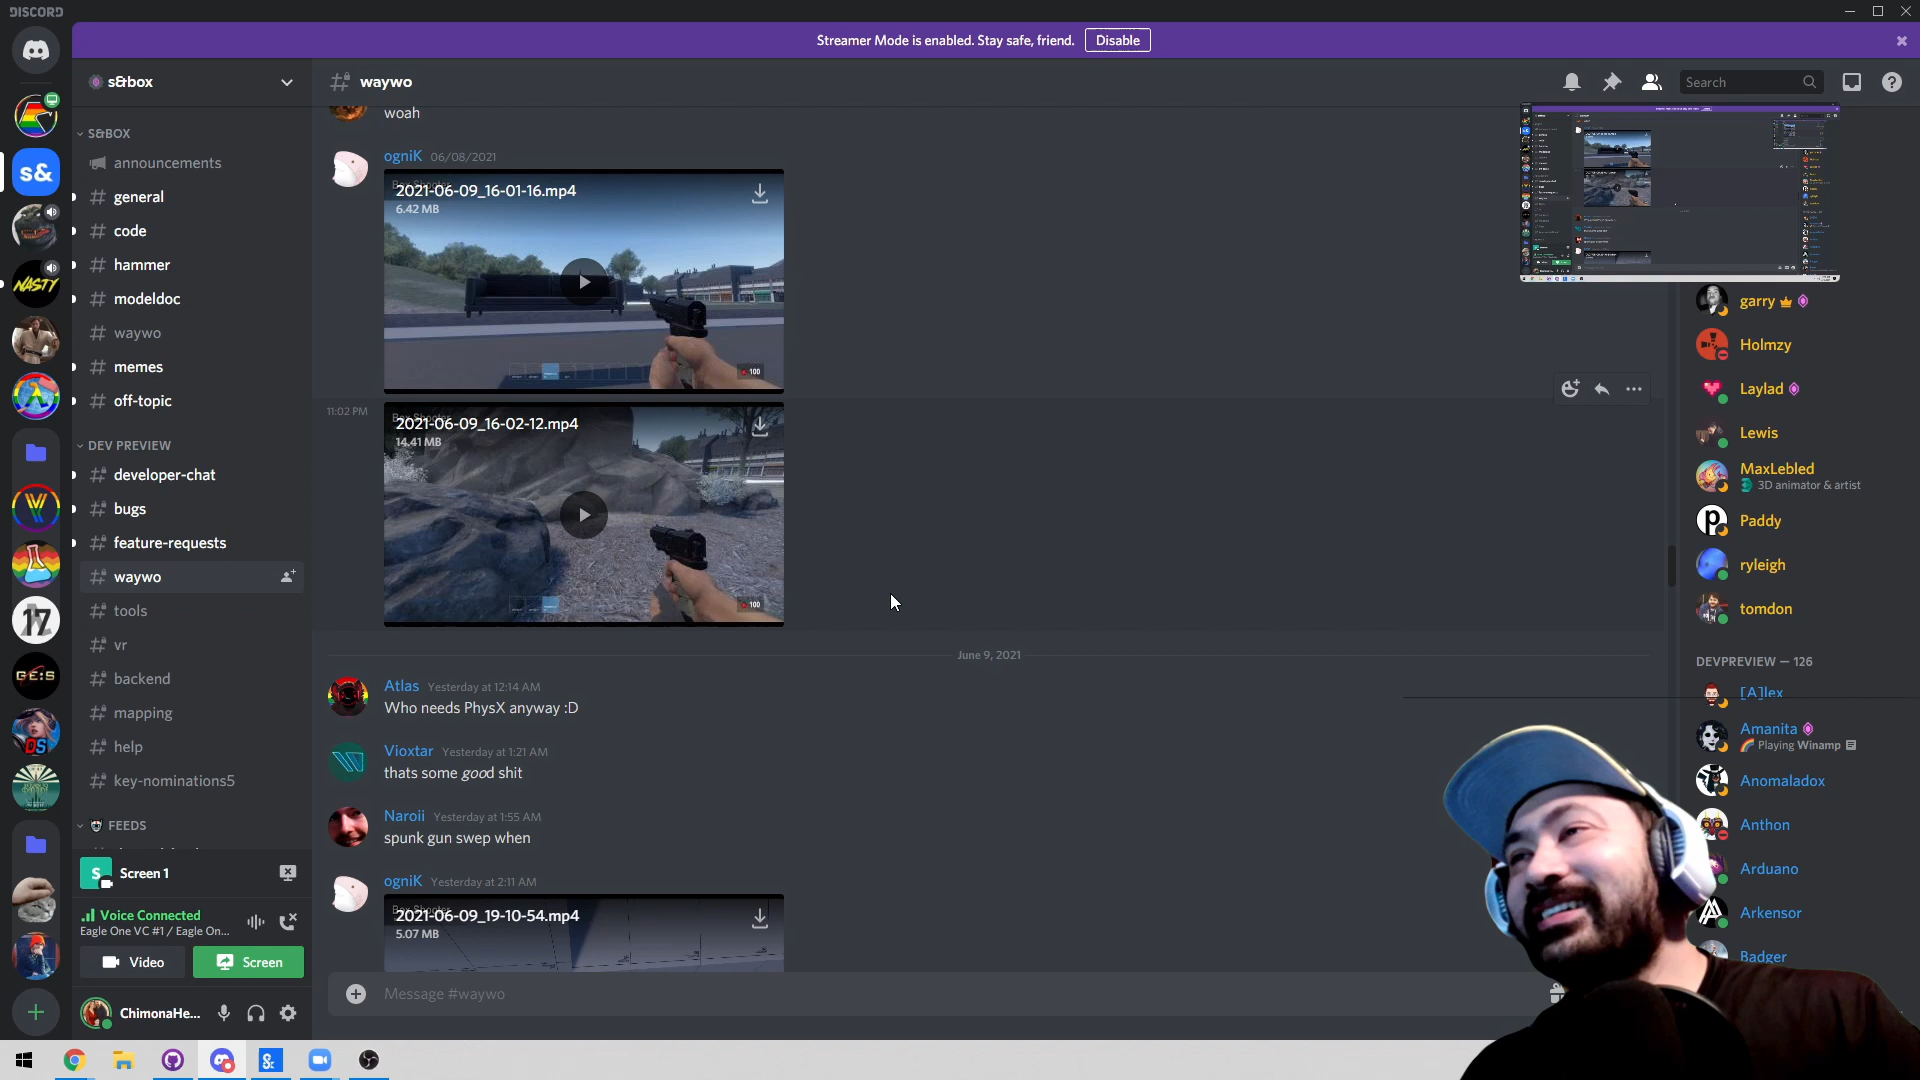 DISCORD
Streamer Mode is enabled. Stay safe, friend.
Disable
s&box
waywo
Search
S&BOX
announcements
general
code
hammer
modeldoc
waywo
memes
off-topic
DEV PREVIEW
developer-chat
bugs
feature-requests
waywo
tools
vr
backend
mapping
help
key-nominations5
FEEDS
Screen 1
Voice Connected
Eagle One VC #1 / Eagle On...
Video
Screen
ChimonaHe...
s&
NASTY
17
GE:S
DS
woah
ogniK 06/08/2021
2021-06-09_16-01-16.mp4
6.42 MB
100
11:02 PM
2021-06-09_16-02-12.mp4
14.41 MB
100
June 9, 2021
Atlas Yesterday at 12:14 AM
Who needs PhysX anyway :D
Vioxtar Yesterday at 1:21 AM
thats some good shit
Naroii Yesterday at 1:55 AM
spunk gun swep when
ogniK Yesterday at 2:11 AM
2021-06-09_19-10-54.mp4
5.07 MB
Message #waywo
garry
Holmzy
Laylad
Lewis
MaxLebled
3D animator & artist
Paddy
ryleigh
tomdon
DEVPREVIEW — 126
[A]lex
Amanita
Playing Winamp
Anomaladox
Anthon
Arduano
Arkensor
Badger